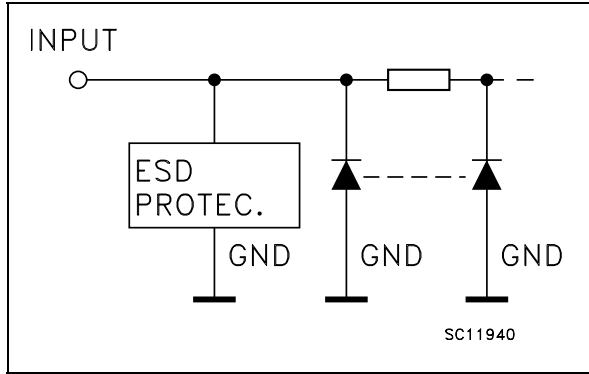 INPUT
ESD
PROTEC.
GND
GND
GND
SC11940